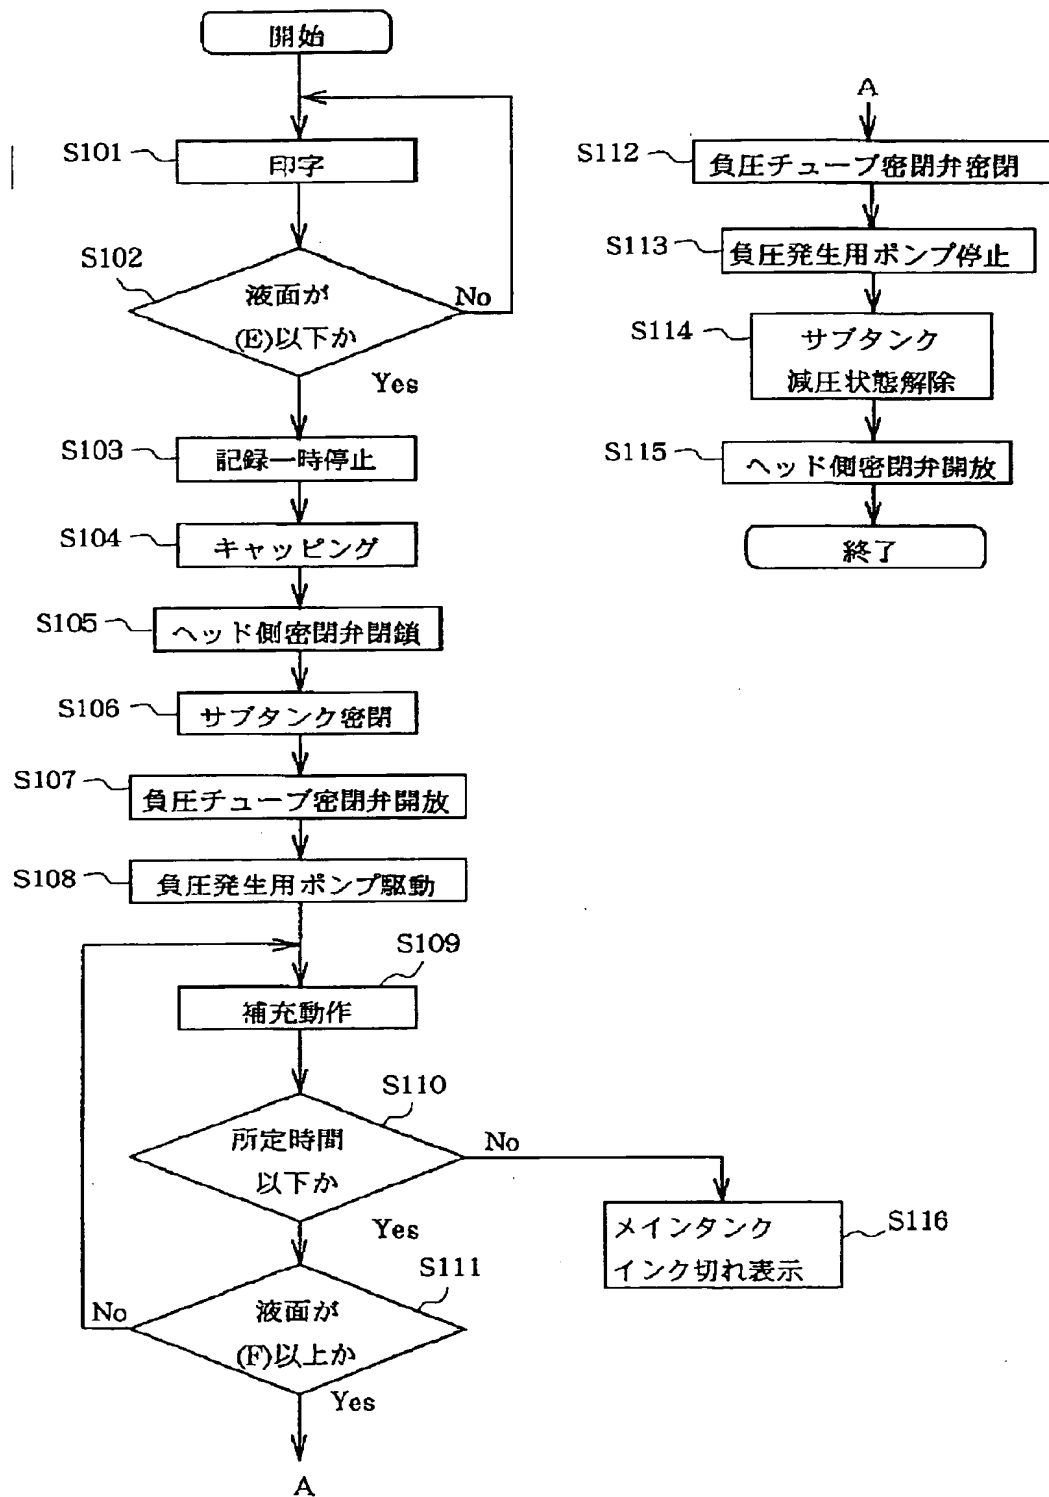 開始
S101
印字
S102
液面が
(E)以下か
No
Yes
S103
記録一時停止
S104
キャッピング
S105
ヘッド側密閉弁閉鎖
S106
サブタンク密閉
S107
負圧チューブ密閉弁開放
S108
負圧発生用ポンプ駆動
S109
補充動作
S110
所定時間
以下か
No
Yes
S116
メインタンク
インク切れ表示
S111
液面が
(F)以上か
No
Yes
A
A
S112
負圧チューブ密閉弁密閉
S113
負圧発生用ポンプ停止
S114
サブタンク
減圧状態解除
S115
ヘッド側密閉弁開放
終了